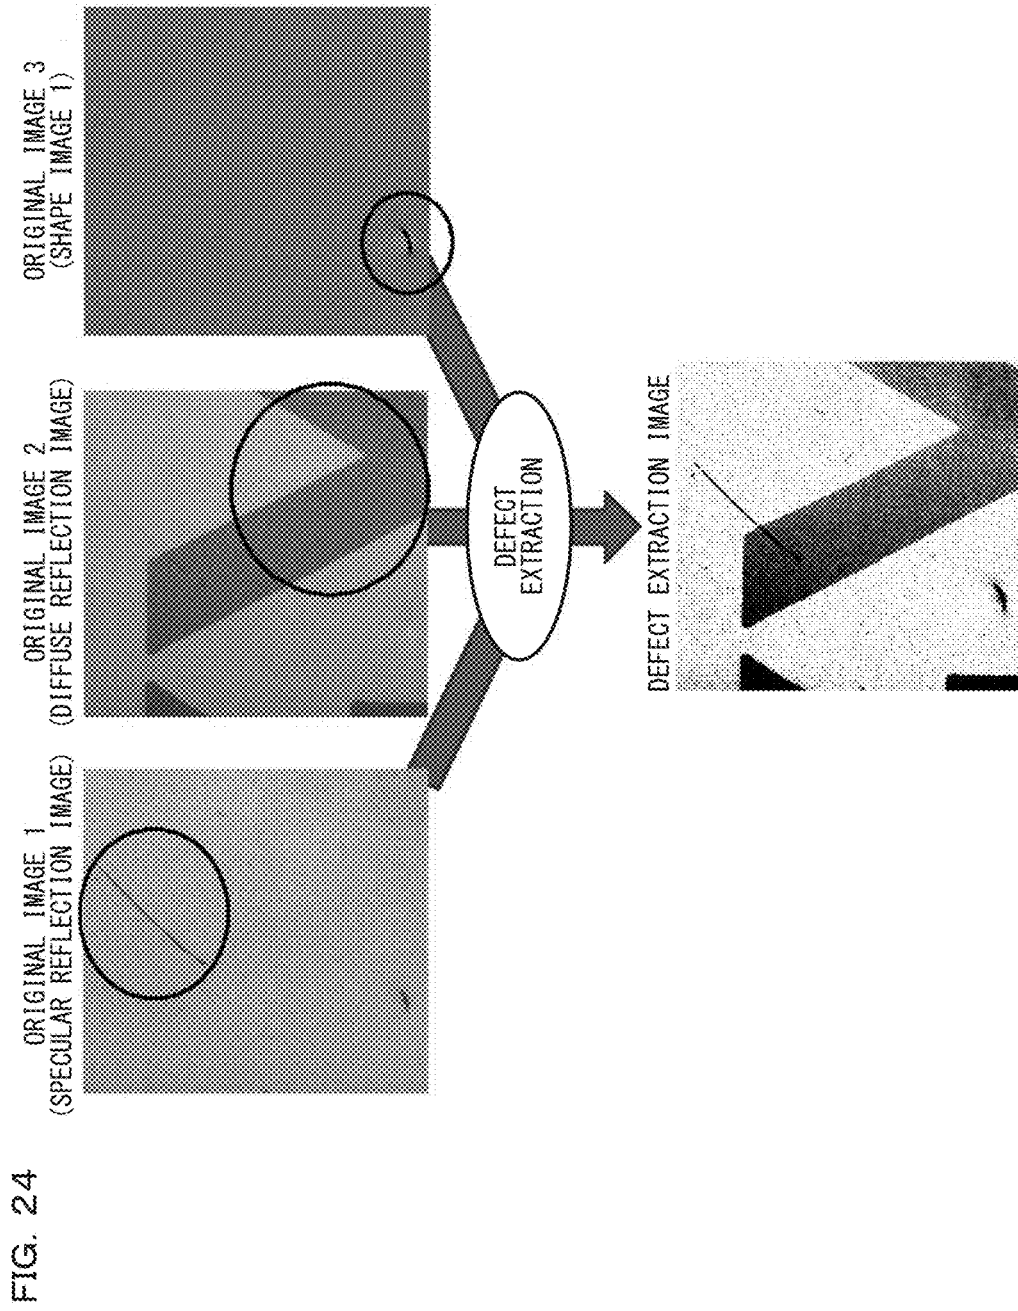 FIG. 24
ORIGINAL IMAGE 1
(SPECULAR REFLECTION IMAGE)
ORIGINAL IMAGE 2
(DIFFUSE REFLECTION IMAGE)
ORIGINAL IMAGE 3
(SHAPE IMAGE 1)
DEFECT
EXTRACTION
DEFECT EXTRACTION IMAGE